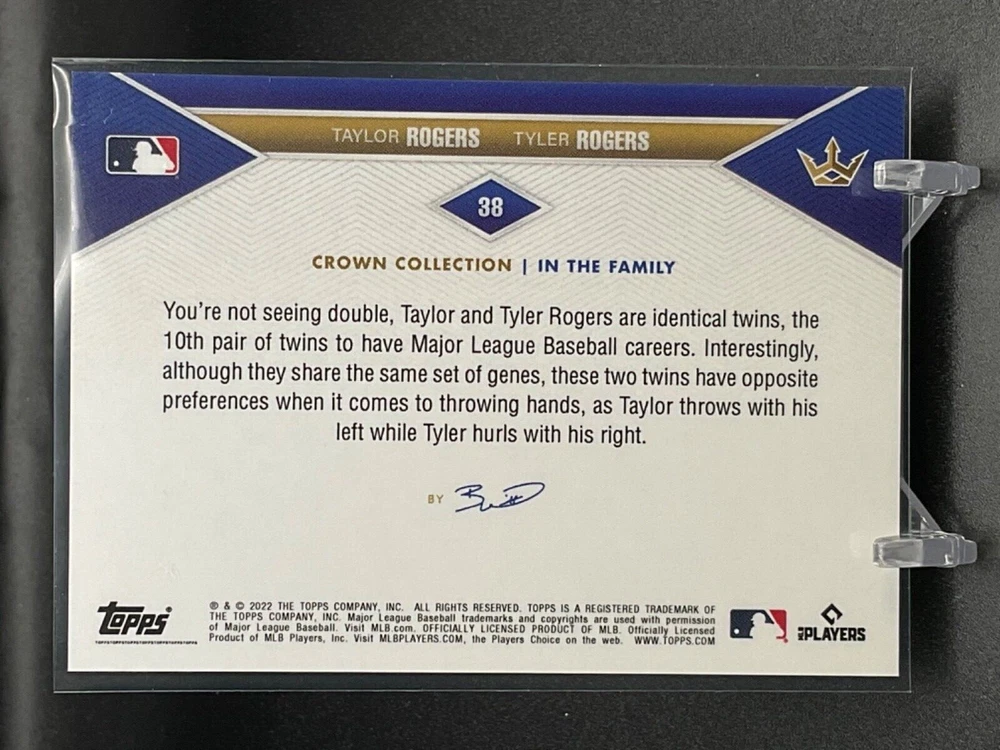 TAYLOR ROGERS TYLER ROGERS
38
CROWN COLLECTION | IN THE FAMILY
You're not seeing double, Taylor and Tyler Rogers are identical twins, the
10th pair of twins to have Major League Baseball careers. Interestingly,
although they share the same set of genes, these two twins have opposite
preferences when it comes to throwing hands, as Taylor throws with his
left while Tyler hurls with his right.
BY
Topps®
® & © 2022 THE TOPPS COMPANY, INC. ALL RIGHTS RESERVED. TOPPS IS A REGISTERED TRADEMARK OF
THE TOPPS COMPANY, INC. Major League Baseball trademarks and copyrights are used with permission
of Major League Baseball. Visit MLB.com. OFFICIALLY LICENSED PRODUCT OF MLB. Officially Licensed
Product of MLB Players, Inc. Visit MLBPLAYERS.COM, the Players Choice on the web. WWW.TOPPS.COM
MLB PLAYERS